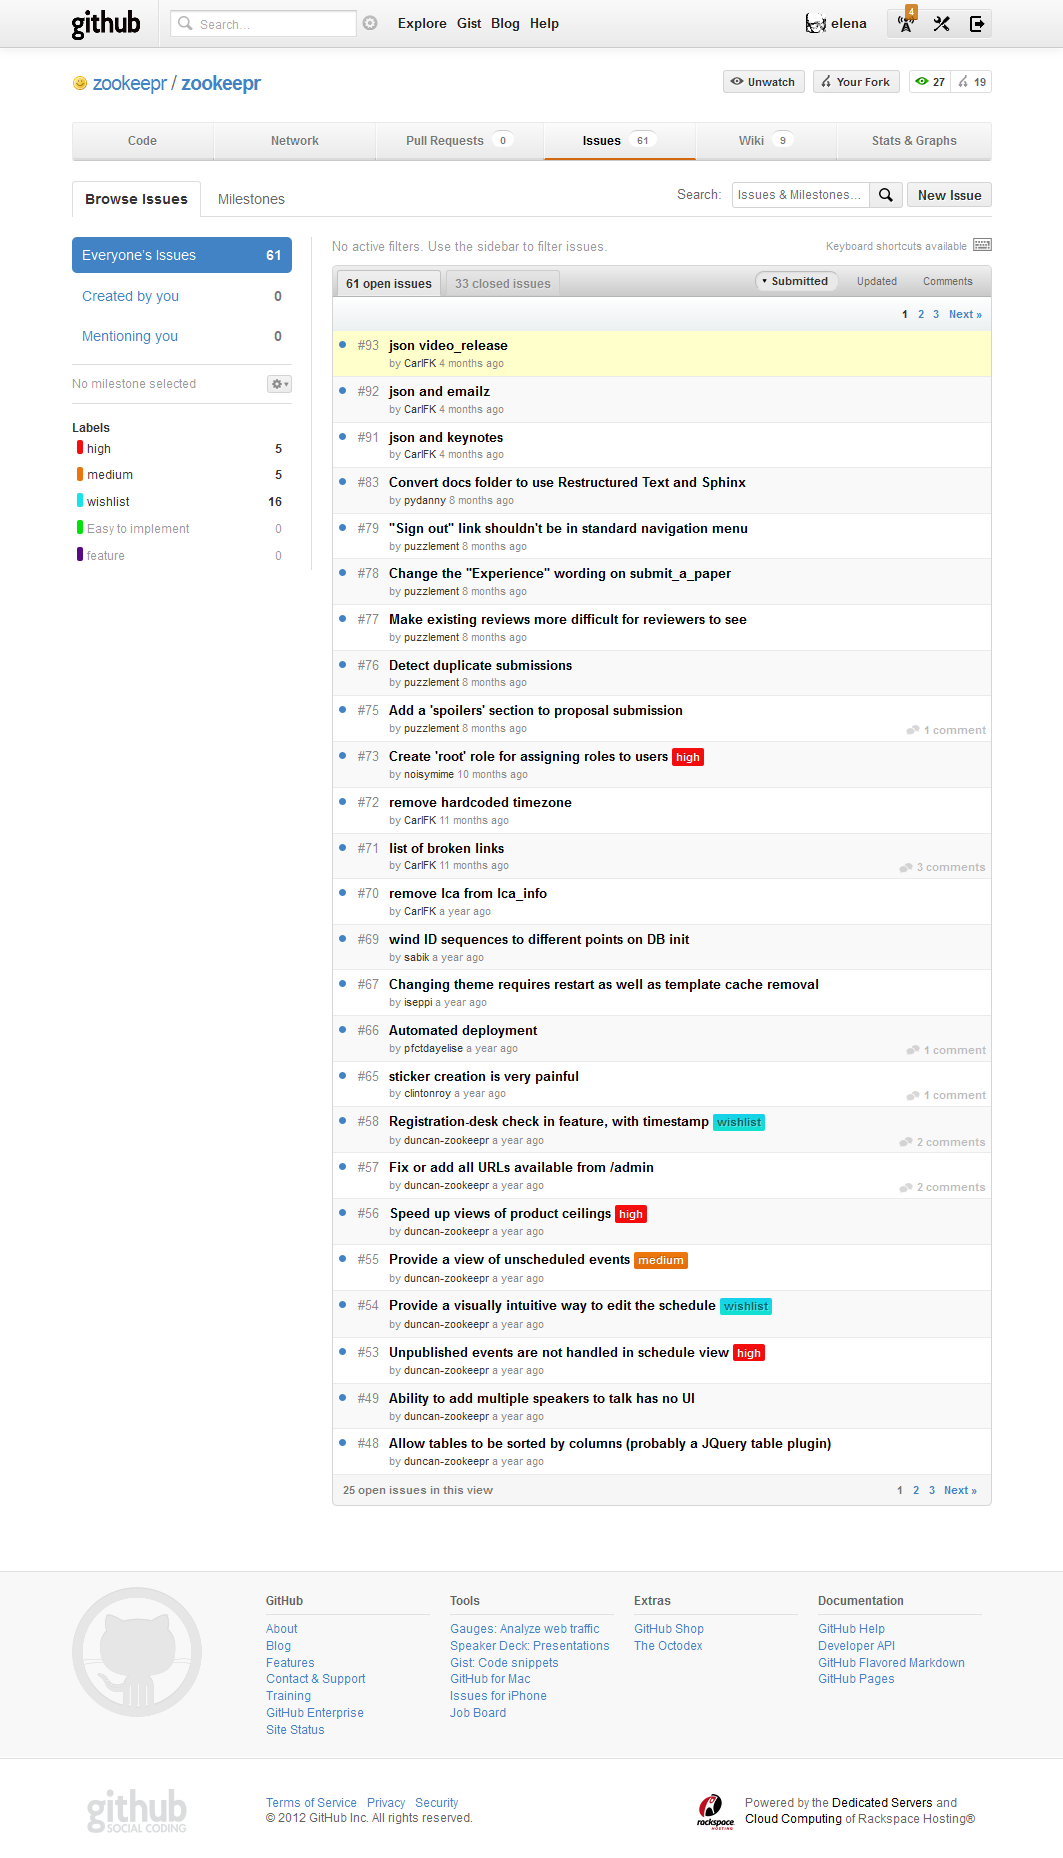 github Search... Explore Gist Blog Help elena 4
zookeepr / zookeepr Unwatch Your Fork 27 19
Code Network Pull Requests 0 Issues 61 Wiki 9 Stats & Graphs
Browse Issues Milestones Search: Issues & Milestones... New Issue
Everyone's Issues 61
Created by you 0
Mentioning you 0
No milestone selected
Labels
high 5
medium 5
wishlist 16
Easy to implement 0
feature 0
No active filters. Use the sidebar to filter issues. Keyboard shortcuts available
61 open issues 33 closed issues Submitted Updated Comments
1 2 3 Next »
#93 json video_release
by CarlFK 4 months ago
#92 json and emailz
by CarlFK 4 months ago
#91 json and keynotes
by CarlFK 4 months ago
#83 Convert docs folder to use Restructured Text and Sphinx
by pydanny 8 months ago
#79 "Sign out" link shouldn't be in standard navigation menu
by puzzlement 8 months ago
#78 Change the "Experience" wording on submit_a_paper
by puzzlement 8 months ago
#77 Make existing reviews more difficult for reviewers to see
by puzzlement 8 months ago
#76 Detect duplicate submissions
by puzzlement 8 months ago
#75 Add a 'spoilers' section to proposal submission
by puzzlement 8 months ago 1 comment
#73 Create 'root' role for assigning roles to users high
by noisymime 10 months ago
#72 remove hardcoded timezone
by CarlFK 11 months ago
#71 list of broken links
by CarlFK 11 months ago 3 comments
#70 remove lca from lca_info
by CarlFK a year ago
#69 wind ID sequences to different points on DB init
by sabik a year ago
#67 Changing theme requires restart as well as template cache removal
by iseppi a year ago
#66 Automated deployment
by pfctdayelise a year ago 1 comment
#65 sticker creation is very painful
by clintonroy a year ago 1 comment
#58 Registration-desk check in feature, with timestamp wishlist
by duncan-zookeepr a year ago 2 comments
#57 Fix or add all URLs available from /admin
by duncan-zookeepr a year ago 2 comments
#56 Speed up views of product ceilings high
by duncan-zookeepr a year ago
#55 Provide a view of unscheduled events medium
by duncan-zookeepr a year ago
#54 Provide a visually intuitive way to edit the schedule wishlist
by duncan-zookeepr a year ago
#53 Unpublished events are not handled in schedule view high
by duncan-zookeepr a year ago
#49 Ability to add multiple speakers to talk has no UI
by duncan-zookeepr a year ago
#48 Allow tables to be sorted by columns (probably a JQuery table plugin)
by duncan-zookeepr a year ago
25 open issues in this view 1 2 3 Next »
GitHub
About
Blog
Features
Contact & Support
Training
GitHub Enterprise
Site Status
Tools
Gauges: Analyze web traffic
Speaker Deck: Presentations
Gist: Code snippets
GitHub for Mac
Issues for iPhone
Job Board
Extras
GitHub Shop
The Octodex
Documentation
GitHub Help
Developer API
GitHub Flavored Markdown
GitHub Pages
github
SOCIAL CODING
Terms of Service Privacy Security
© 2012 GitHub Inc. All rights reserved.
rackspace.
HOSTING
Powered by the Dedicated Servers and
Cloud Computing of Rackspace Hosting®